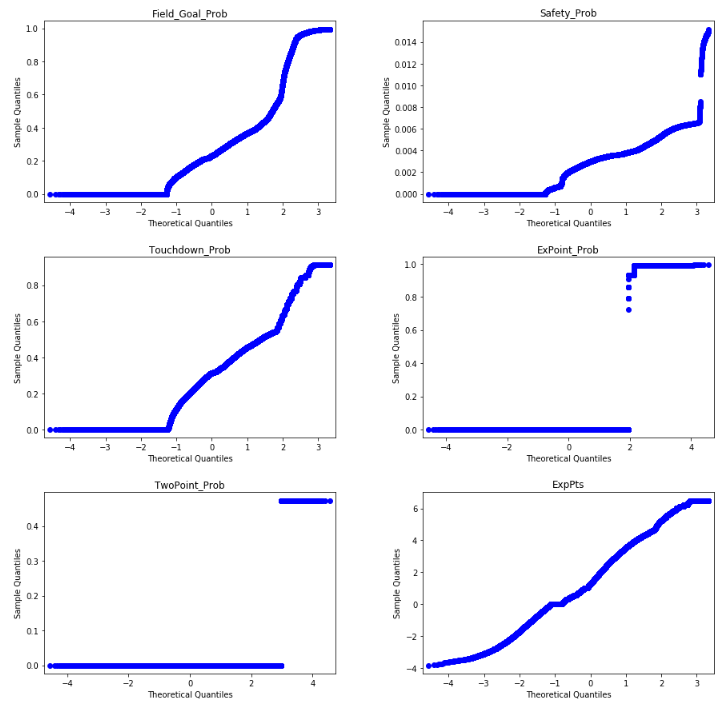 Field_Goal_Prob
Sample Quantiles
1.0
0.8
0.6
0.4
0.2
0.0
−4 −3 −2 −1 0 1 2 3
Theoretical Quantiles
Safety_Prob
Sample Quantiles
0.014
0.012
0.010
0.008
0.006
0.004
0.002
0.000
−4 −3 −2 −1 0 1 2 3
Theoretical Quantiles
Touchdown_Prob
Sample Quantiles
0.8
0.6
0.4
0.2
0.0
−4 −3 −2 −1 0 1 2 3
Theoretical Quantiles
ExPoint_Prob
Sample Quantiles
1.0
0.8
0.6
0.4
0.2
0.0
−4 −2 0 2 4
Theoretical Quantiles
TwoPoint_Prob
Sample Quantiles
0.4
0.3
0.2
0.1
0.0
−4 −2 0 2 4
Theoretical Quantiles
ExpPts
Sample Quantiles
6
4
2
0
−2
−4
−4 −3 −2 −1 0 1 2 3
Theoretical Quantiles